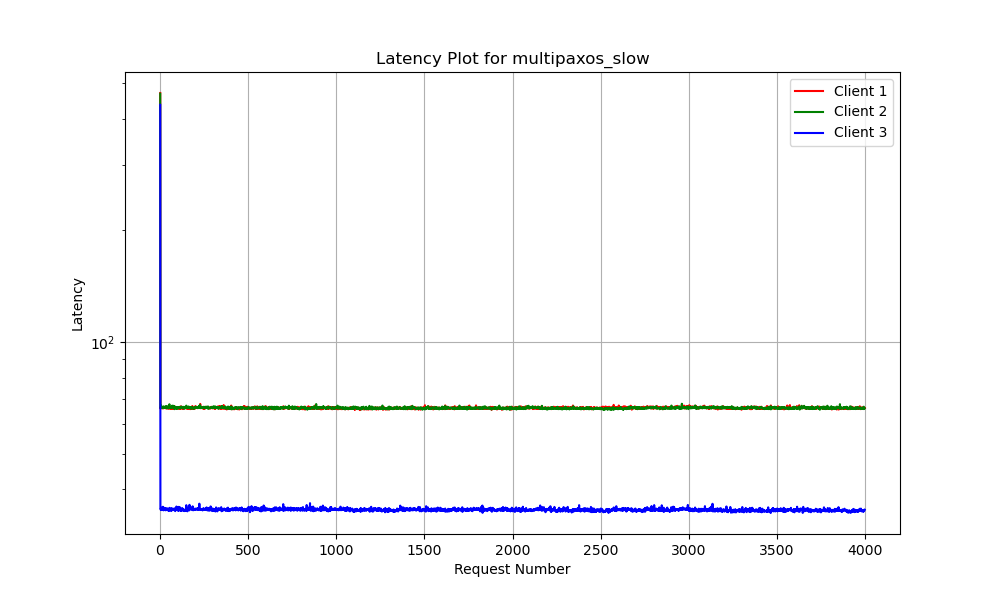 Latency Plot for multipaxos_slow
Client 1
Client 2
Client 3
Latency
10²
0 500 1000 1500 2000 2500 3000 3500 4000
Request Number